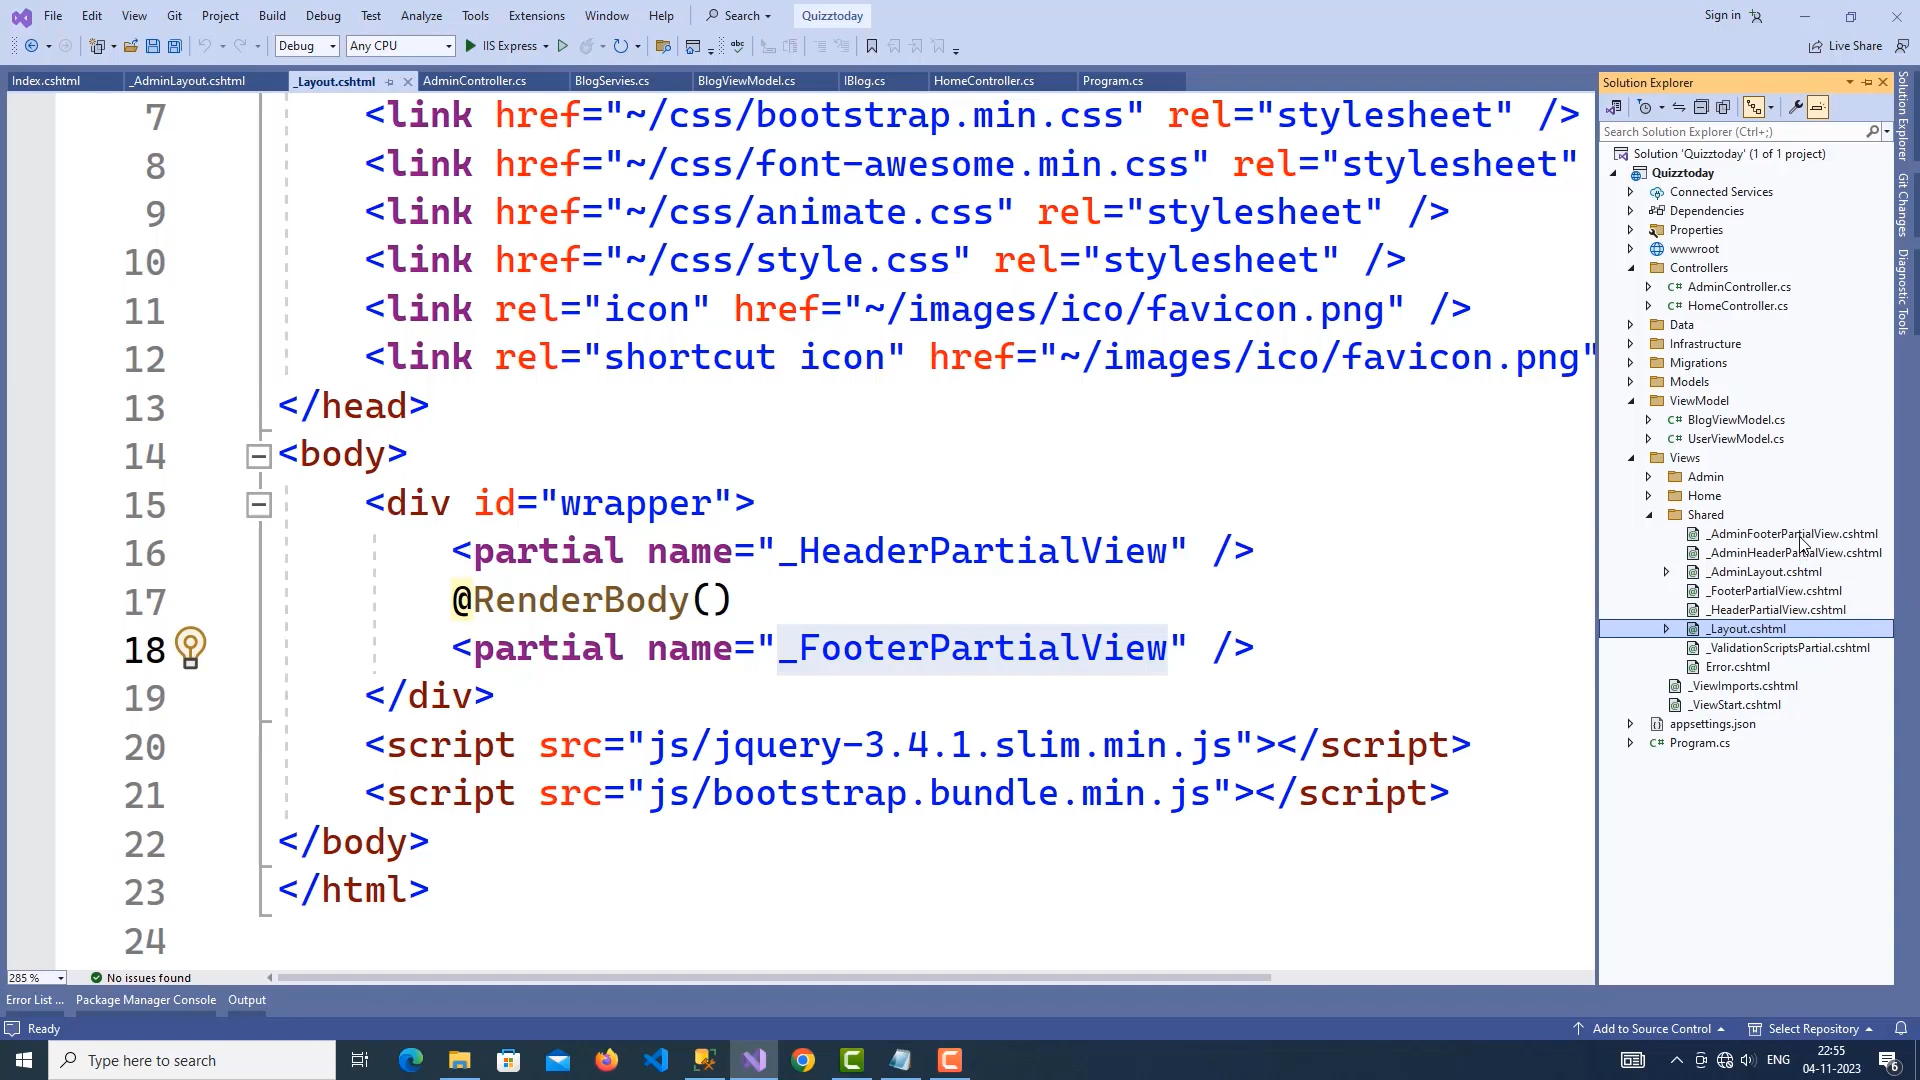 File Edit View Git Project Build Debug Test Analyze Tools Extensions Window Help Search Quizztoday Sign in
Debug Any CPU IIS Express Live Share
Index.cshtml _AdminLayout.cshtml _Layout.cshtml AdminController.cs BlogServies.cs BlogViewModel.cs IBlog.cs HomeController.cs Program.cs
7 <link href="~/css/bootstrap.min.css" rel="stylesheet" />
8 <link href="~/css/font-awesome.min.css" rel="stylesheet"
9 <link href="~/css/animate.css" rel="stylesheet" />
10 <link href="~/css/style.css" rel="stylesheet" />
11 <link rel="icon" href="~/images/ico/favicon.png" />
12 <link rel="shortcut icon" href="~/images/ico/favicon.png"
13 </head>
14 <body>
15 <div id="wrapper">
16 <partial name="_HeaderPartialView" />
17 @RenderBody()
18 <partial name="_FooterPartialView" />
19 </div>
20 <script src="js/jquery-3.4.1.slim.min.js"></script>
21 <script src="js/bootstrap.bundle.min.js"></script>
22 </body>
23 </html>
24
285 % No issues found
Error List ... Package Manager Console Output
Solution Explorer
Search Solution Explorer (Ctrl+;)
Solution 'Quizztoday' (1 of 1 project)
Quizztoday
Connected Services
Dependencies
Properties
wwwroot
Controllers
C# AdminController.cs
C# HomeController.cs
Data
Infrastructure
Migrations
Models
ViewModel
C# BlogViewModel.cs
C# UserViewModel.cs
Views
Admin
Home
Shared
_AdminFooterPartialView.cshtml
_AdminHeaderPartialView.cshtml
_AdminLayout.cshtml
_FooterPartialView.cshtml
_HeaderPartialView.cshtml
_Layout.cshtml
_ValidationScriptsPartial.cshtml
Error.cshtml
_ViewImports.cshtml
_ViewStart.cshtml
appsettings.json
C# Program.cs
Solution Explorer
Git Changes
Diagnostic Tools
Ready Add to Source Control Select Repository
Type here to search ENG 22:55
04-11-2023
6